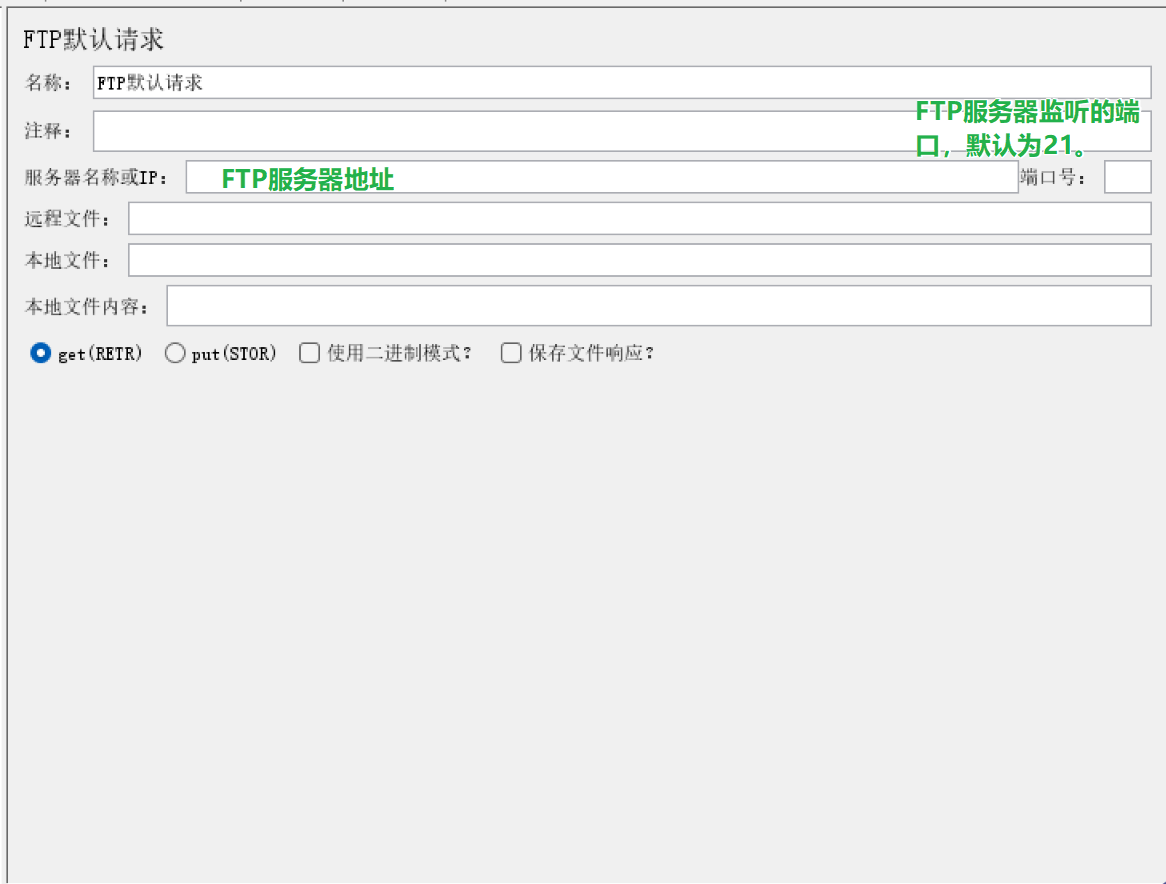 FTP默认请求
名称： FTP默认请求
注释：
FTP服务器监听的端
口，默认为21。
服务器名称或IP： FTP服务器地址 端口号：
远程文件：
本地文件：
本地文件内容：
get(RETR) put(STOR) 使用二进制模式？ 保存文件响应？